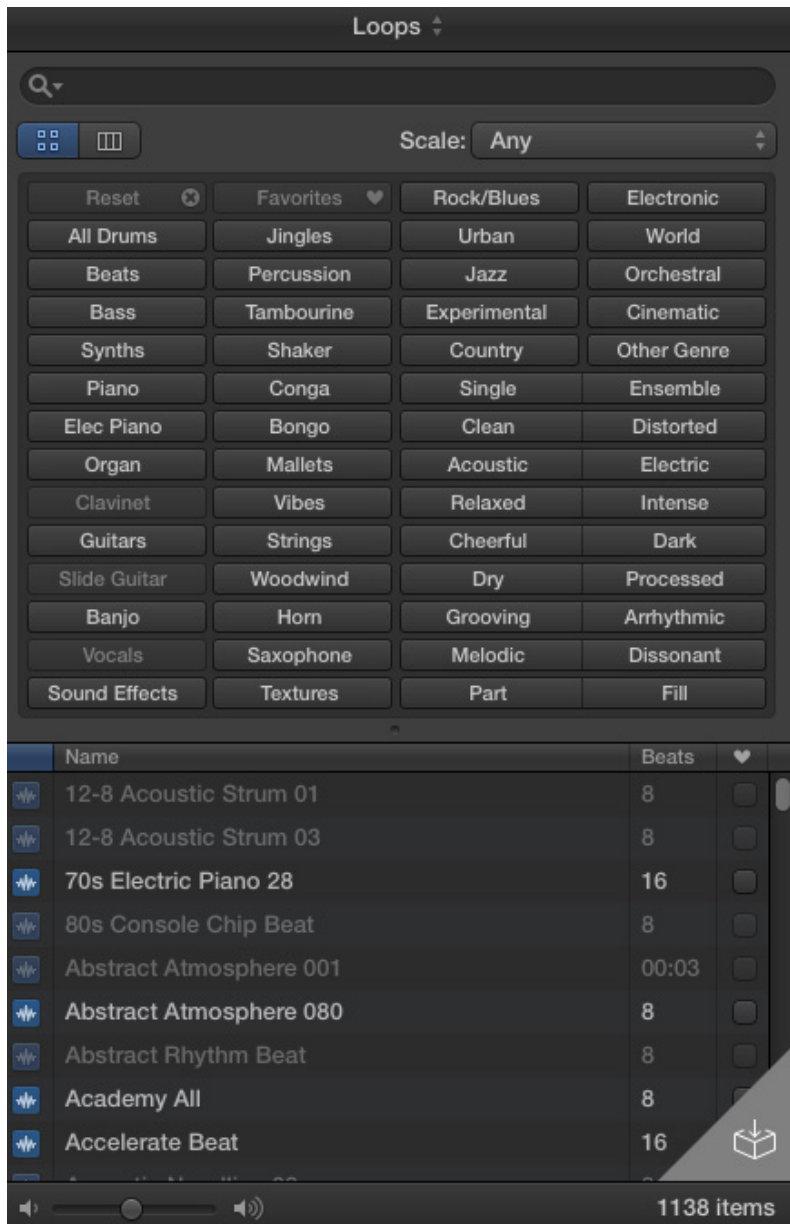 Loops
Scale: Any
Reset Favorites Rock/Blues Electronic
All Drums Jingles Urban World
Beats Percussion Jazz Orchestral
Bass Tambourine Experimental Cinematic
Synths Shaker Country Other Genre
Piano Conga Single Ensemble
Elec Piano Bongo Clean Distorted
Organ Mallets Acoustic Electric
Clavinet Vibes Relaxed Intense
Guitars Strings Cheerful Dark
Slide Guitar Woodwind Dry Processed
Banjo Horn Grooving Arrhythmic
Vocals Saxophone Melodic Dissonant
Sound Effects Textures Part Fill
Name Beats
12-8 Acoustic Strum 01 8
12-8 Acoustic Strum 03 8
70s Electric Piano 28 16
80s Console Chip Beat 8
Abstract Atmosphere 001 00:03
Abstract Atmosphere 080 8
Abstract Rhythm Beat 8
Academy All 8
Accelerate Beat 16
1138 items